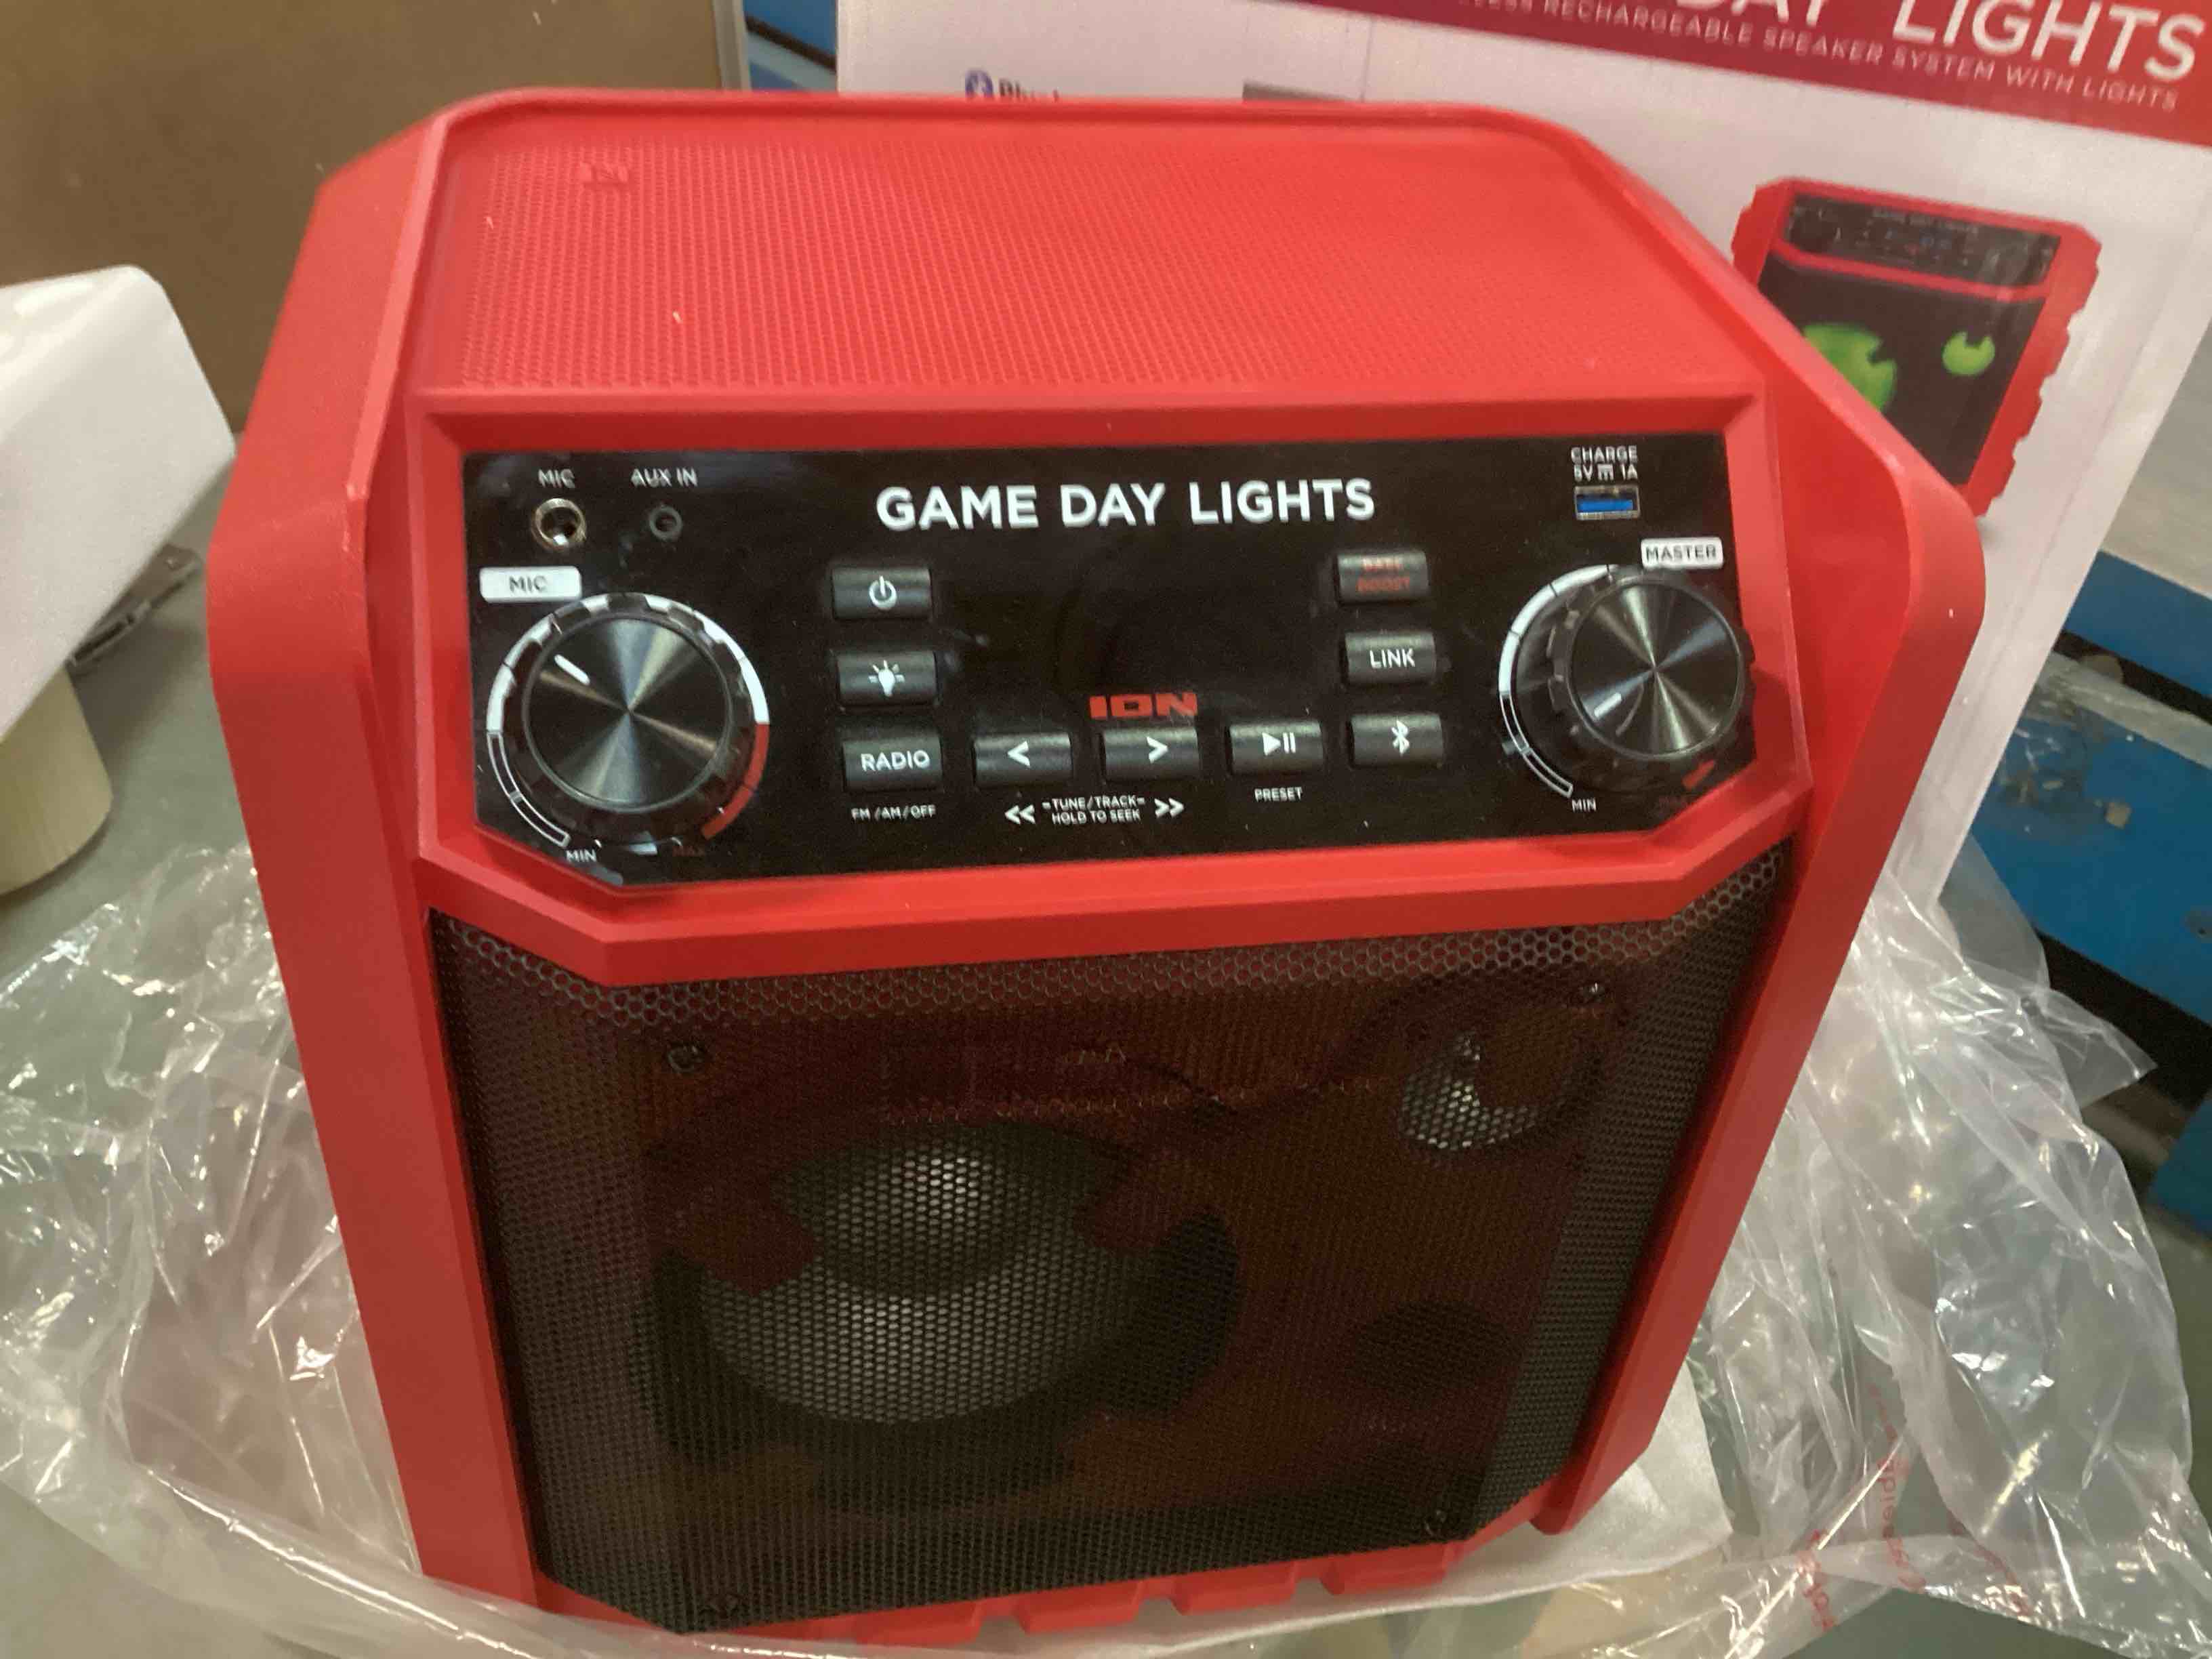 LIGHTS
RECHARGEABLE SPEAKER SYSTEM WITH LIGHTS
MIC
AUX IN
GAME DAY LIGHTS
CHARGE
5V ⎓ 1A
MIC
MASTER
BASS
BOOST
LINK
ION
RADIO
<
>
FM/AM/OFF
<< -TUNE/TRACK- >>
HOLD TO SEEK
PRESET
MIN
MIN